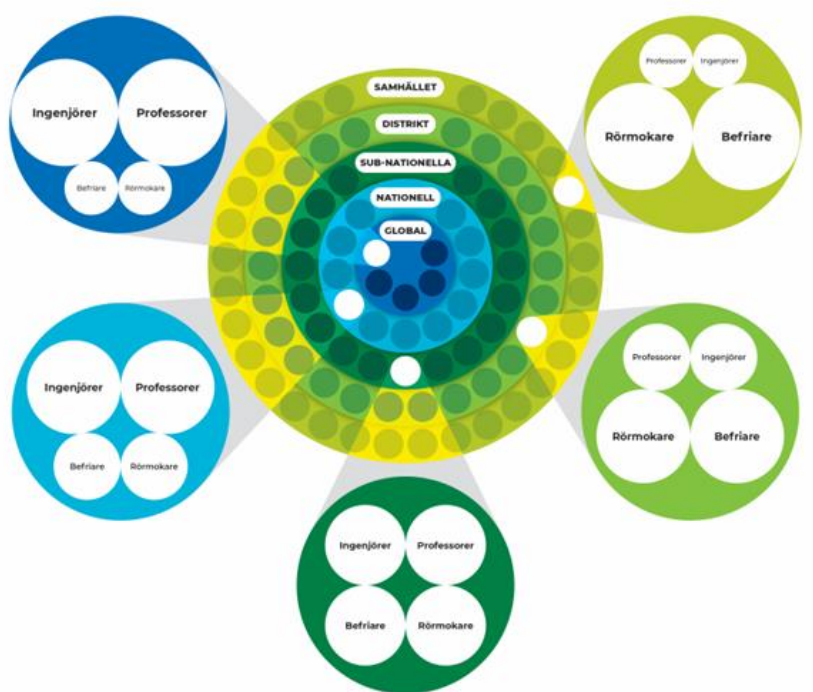 SAMHÄLLET
DISTRIKT
SUB-NATIONELLA
NATIONELL
GLOBAL
Ingenjörer
Professorer
Befriare
Rörmokare
Professorer
Ingenjörer
Rörmokare
Befriare
Ingenjörer
Professorer
Befriare
Rörmokare
Professorer
Ingenjörer
Rörmokare
Befriare
Ingenjörer
Professorer
Befriare
Rörmokare